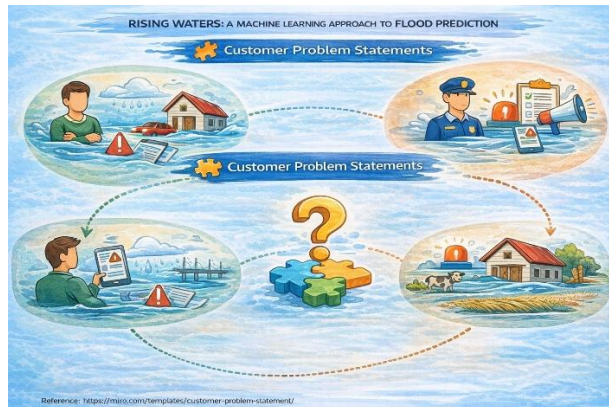 RISING WATERS: A MACHINE LEARNING APPROACH TO FLOOD PREDICTION
Customer Problem Statements
Customer Problem Statements
Reference: https://miro.com/templates/customer-problem-statement/